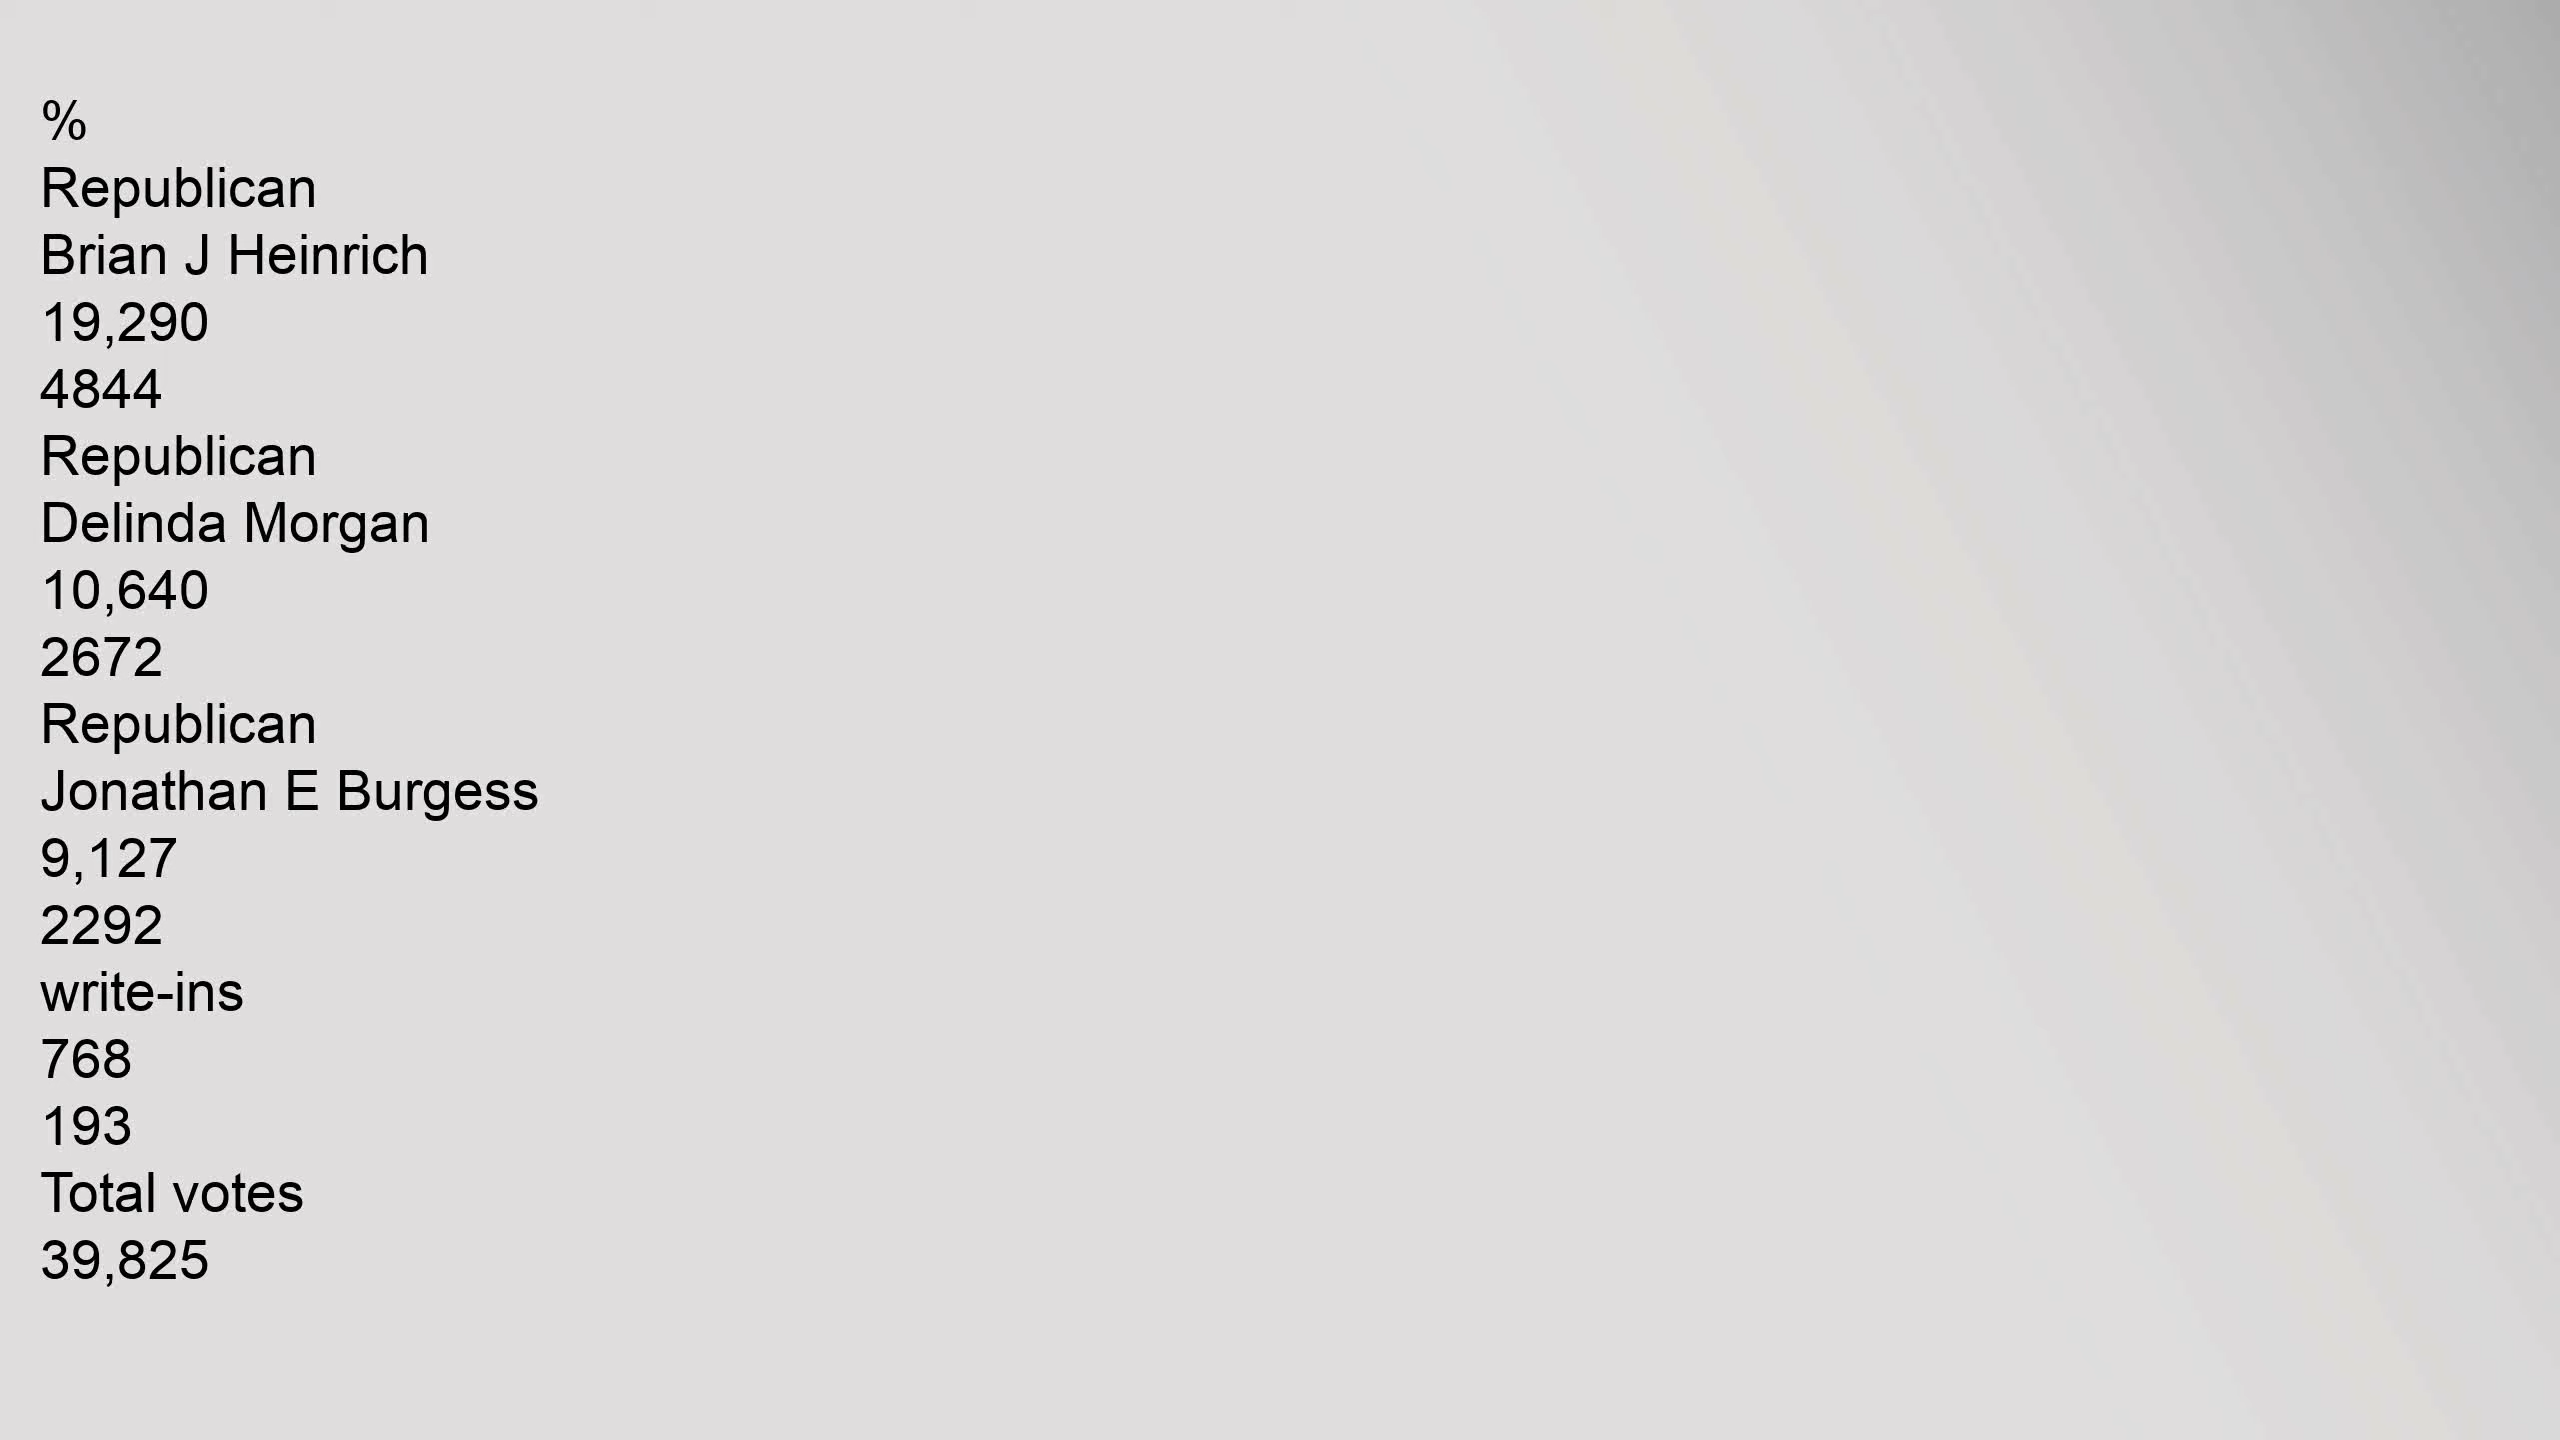 %
Republican
Brian J Heinrich
19,290
4844
Republican
Delinda Morgan
10,640
2672
Republican
Jonathan E Burgess
9,127
2292
write-ins
768
193
Total votes
39,825